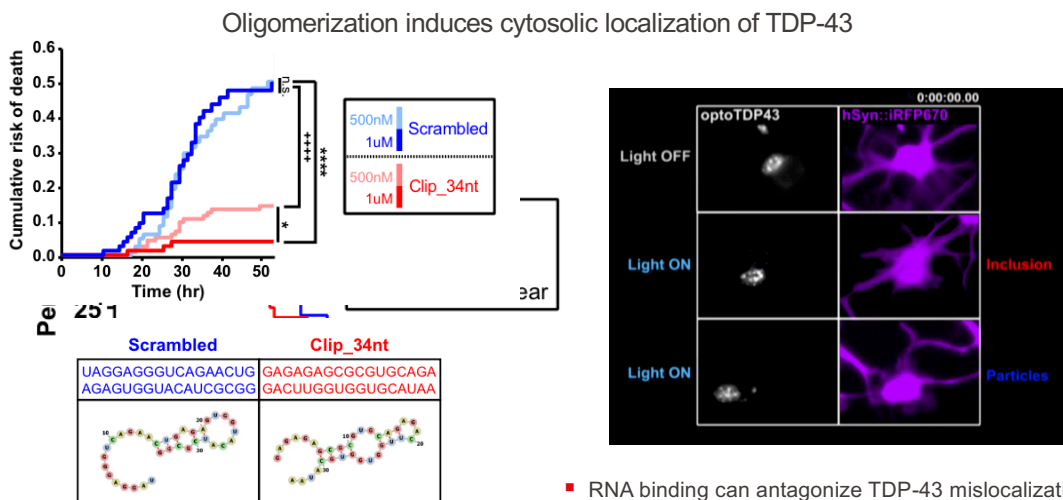 Oligomerization induces cytosolic localization of TDP-43
Cumulative risk of death
0.6
0.5
0.4
0.3
0.2
0.1
0.0
0 10 20 30 40 50
Time (hr)
n.s.
++++
****
*
500nM
1uM
Scrambled
500nM
1uM
Clip_34nt
ear
Pe
25
Scrambled Clip_34nt
UAGGAGGGUCAGAACUG GAGAGAGCGCGUGCAGA
AGAGUGGUACAUCGCGG GACUUGGUGGUGCAUAA
0:00:00.00
optoTDP43 hSyn::iRFP670
Light OFF
Light ON Inclusion
Light ON Particles
RNA binding can antagonize TDP-43 mislocalizat